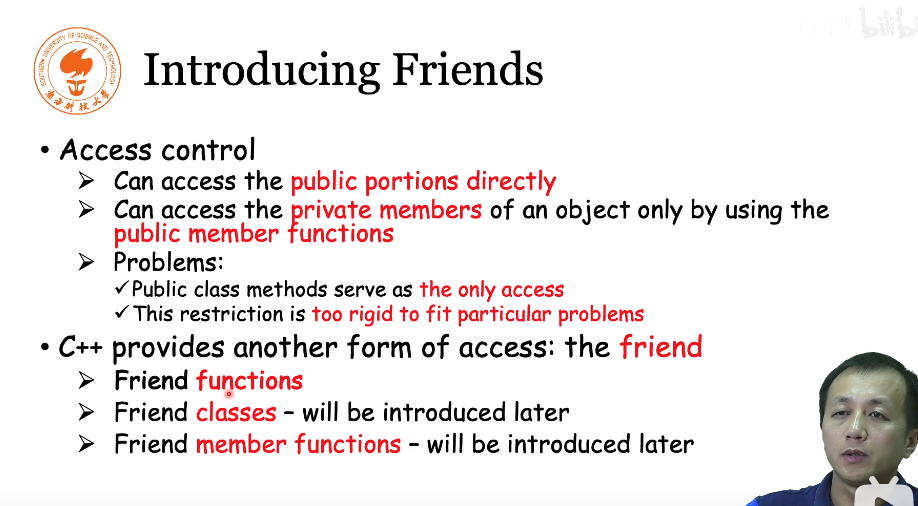 SOUTHERN UNIVERSITY OF SCIENCE AND TECHNOLOGY
南方科技大学
Introducing Friends
bilibili
• Access control
➢ Can access the public portions directly
➢ Can access the private members of an object only by using the
public member functions
➢ Problems:
✓Public class methods serve as the only access
✓This restriction is too rigid to fit particular problems
• C++ provides another form of access: the friend
➢ Friend functions
➢ Friend classes – will be introduced later
➢ Friend member functions – will be introduced later